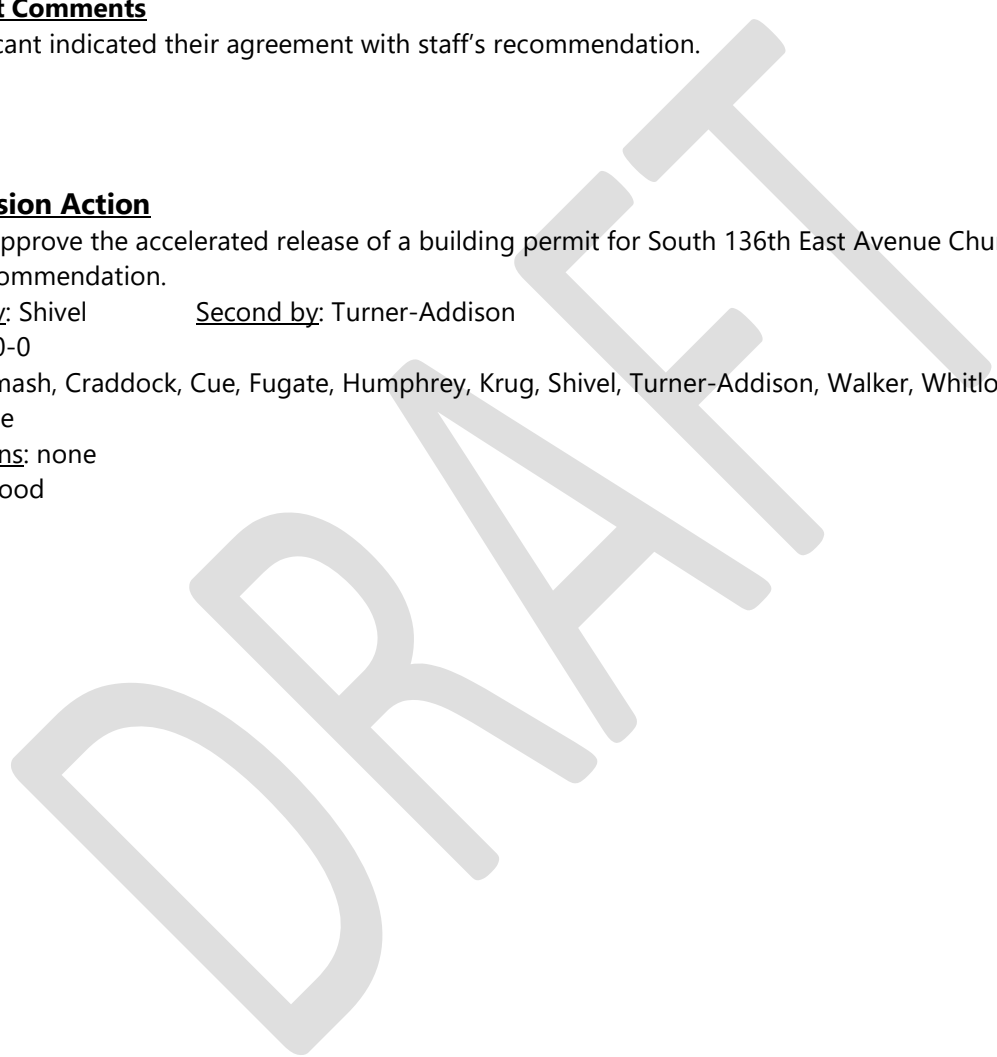 t Comments
cant indicated their agreement with staff's recommendation.
sion Action
pprove the accelerated release of a building permit for South 136th East Avenue Chu
ommendation.
y: Shivel Second by: Turner-Addison
0-0
mash, Craddock, Cue, Fugate, Humphrey, Krug, Shivel, Turner-Addison, Walker, Whitlo
e
ns: none
ood
DRAFT